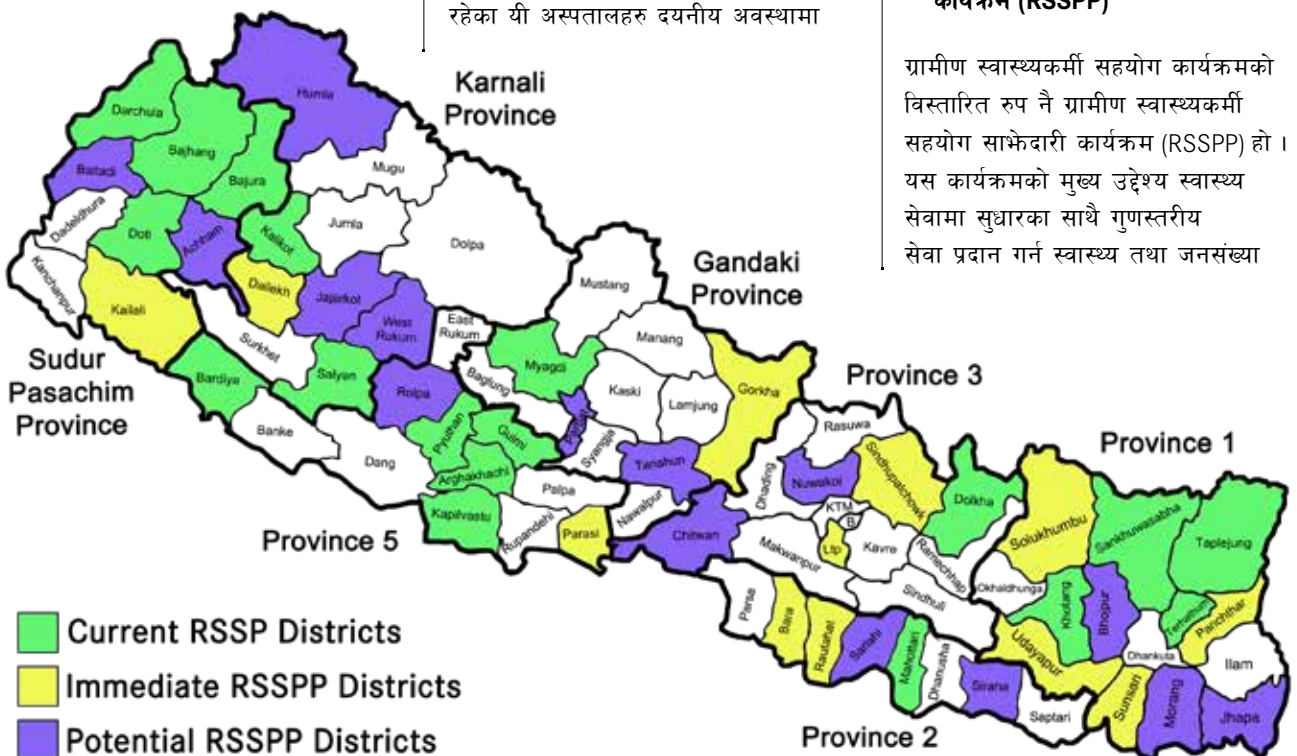 रहेका यी अस्पतालहरु दयनीय अवस्थामा
कार्यक्रम (RSSPP)
ग्रामीण स्वास्थ्यकर्मी सहयोग कार्यक्रमको
विस्तारित रुप नै ग्रामीण स्वास्थ्यकर्मी
सहयोग साझेदारी कार्यक्रम (RSSPP) हो ।
यस कार्यक्रमको मुख्य उद्देश्य स्वास्थ्य
सेवामा सुधारका साथै गुणस्तरीय
सेवा प्रदान गर्न स्वास्थ्य तथा जनसंख्या
Karnali
Province
Humla
Darchula
Bajhang
Baitadi
Bajura
Mugu
Dadeldhura
Doti
Achham
Kalikot
Jumla
Dolpa
Kanchanpur
Kailali
Dailekh
Jajarkot
West
Rukum
East
Rukum
Surkhet
Sudur
Pasachim
Province
Bardiya
Salyan
Rolpa
Banke
Dang
Pyuthan
Gulmi
Arghakhachi
Kapilvastu
Palpa
Rupandehi
Parasi
Province 5
Gandaki
Province
Mustang
Manang
Myagdi
Baglung
Kaski
Lamjung
Gorkha
Parbat
Syangja
Tanahun
Nawalpur
Province 3
Rasuwa
Dhading
Nuwakot
Sindhupalchowk
Dolkha
KTM
B
Ltp
Kavre
Ramechhap
Chitwan
Makwanpur
Sindhuli
Province 1
Solukhumbu
Sankhuwasabha
Taplejung
Okhaldhunga
Khotang
Bhojpur
Terhathum
Panchthar
Dhankuta
Ilam
Udayapur
Sunsari
Morang
Jhapa
Parsa
Bara
Rautahat
Sarlahi
Mahottari
Dhanusha
Siraha
Saptari
Province 2
Current RSSP Districts
Immediate RSSPP Districts
Potential RSSPP Districts